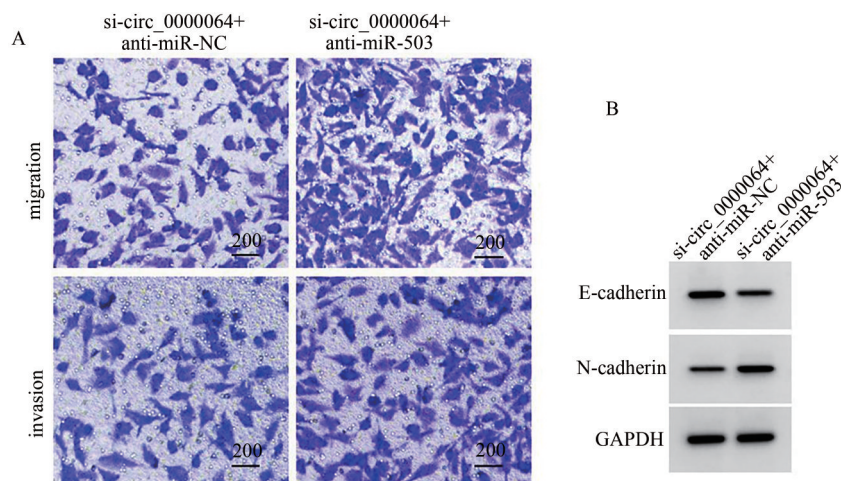 A
si-circ_0000064+
anti-miR-NC
si-circ_0000064+
anti-miR-503
migration
200
200
invasion
200
200
B
si-circ_0000064+
anti-miR-NC
si-circ_0000064+
anti-miR-503
E-cadherin
N-cadherin
GAPDH